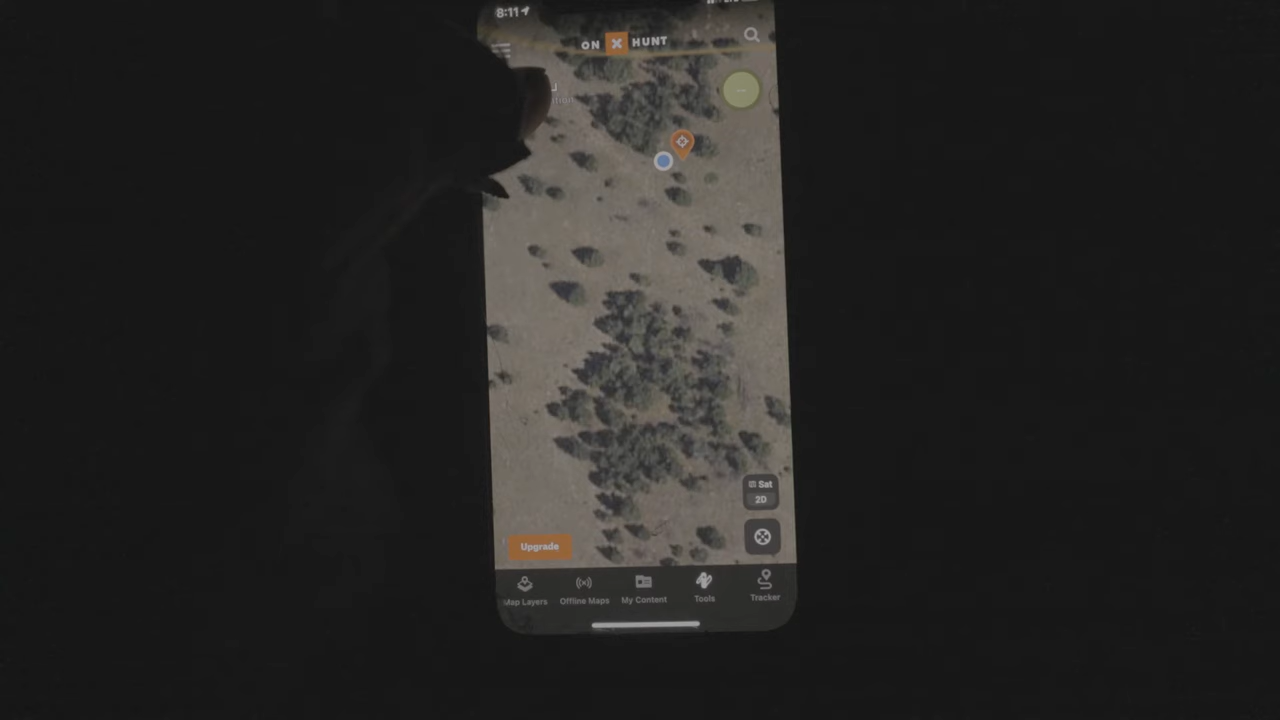 8:11
ON X HUNT
Sat
2D
Upgrade
Map Layers
Offline Maps
My Content
Tools
Tracker